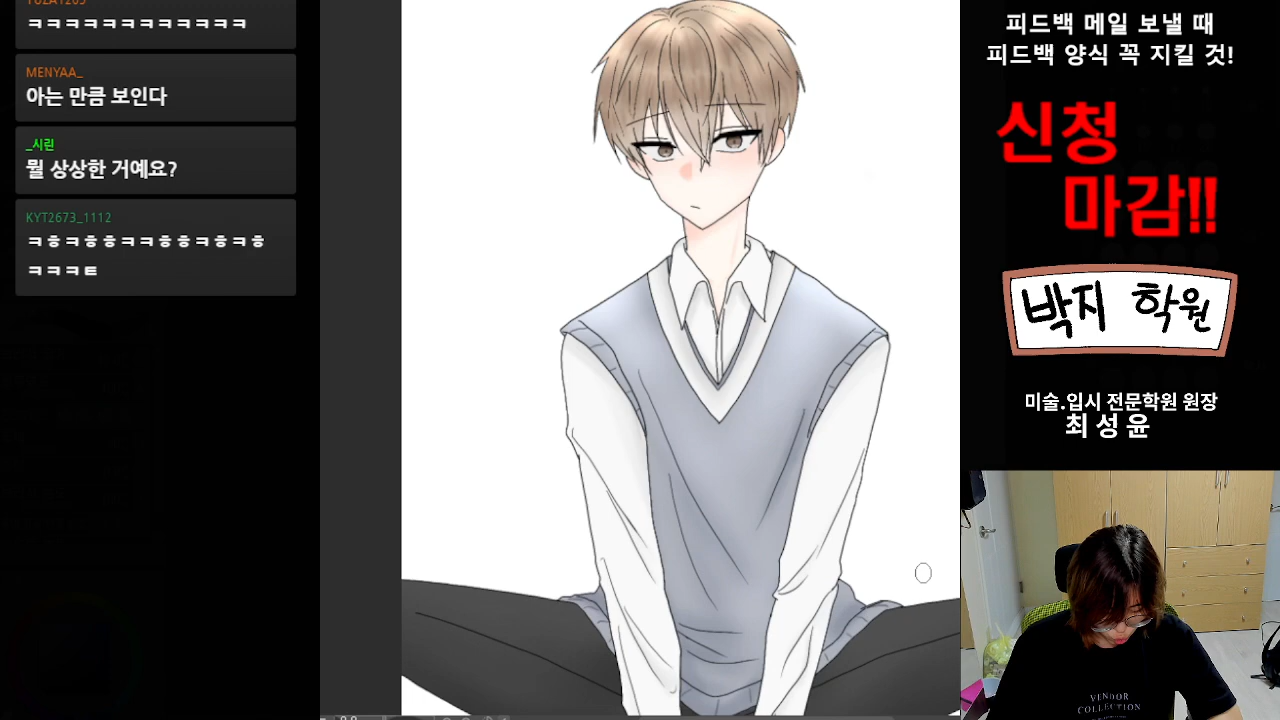 ㅋㅋㅋㅋㅋㅋㅋㅋㅋㅋㅋㅋ
MENYAA_
아는 만큼 보인다
_시린
뭘 상상한 거예요?
KYT2673_1112
ㅋㅎㅋㅎㅎㅋㅋㅎㅎㅋㅎㅋㅎ
ㅋㅋㅋㅌ
피드백 메일 보낼 때
피드백 양식 꼭 지킬 것!
신청
마감!!
박지 학원
미술.입시 전문학원 원장
최성윤
VENDOR
COLLECTION